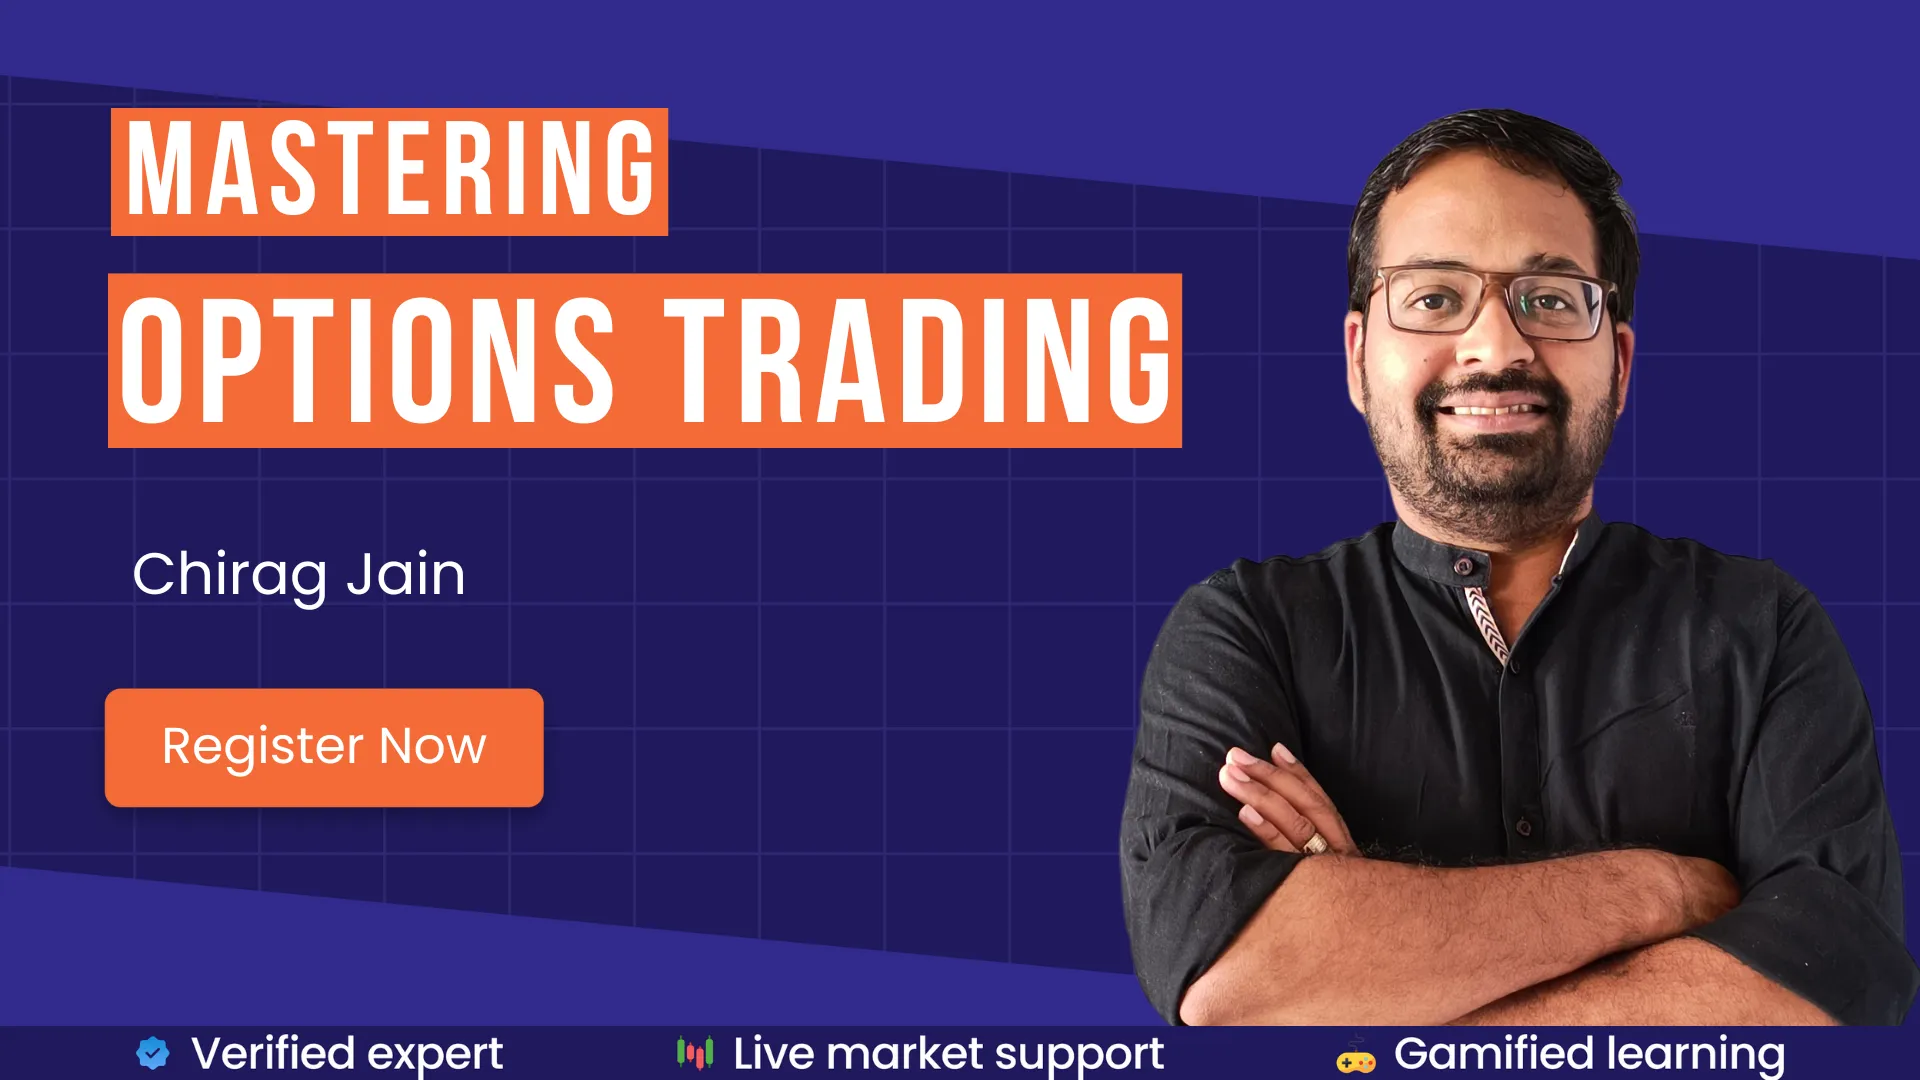 MASTERING
OPTIONS TRADING
Chirag Jain
Register Now
Verified expert
Live market support
Gamified learning